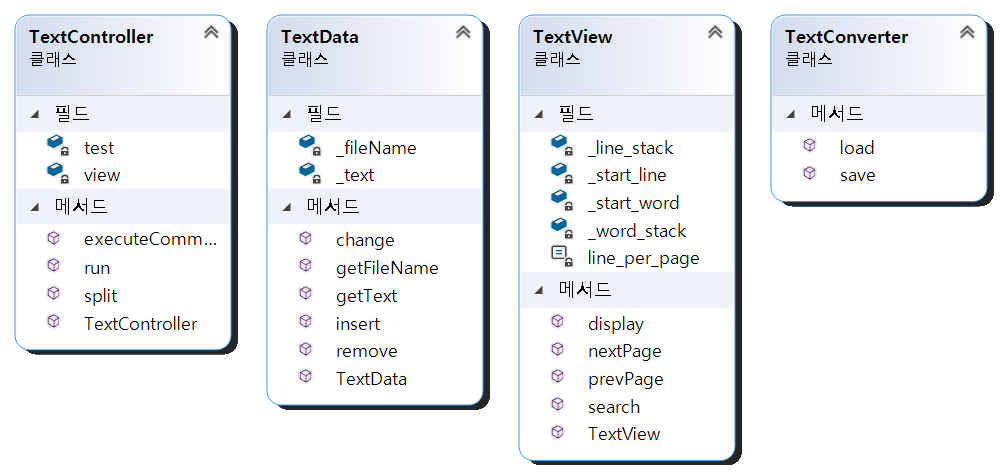 TextController
클래스
필드
test
view
메서드
executeComm...
run
split
TextController
TextData
클래스
필드
_fileName
_text
메서드
change
getFileName
getText
insert
remove
TextData
TextView
클래스
필드
_line_stack
_start_line
_start_word
_word_stack
line_per_page
메서드
display
nextPage
prevPage
search
TextView
TextConverter
클래스
메서드
load
save